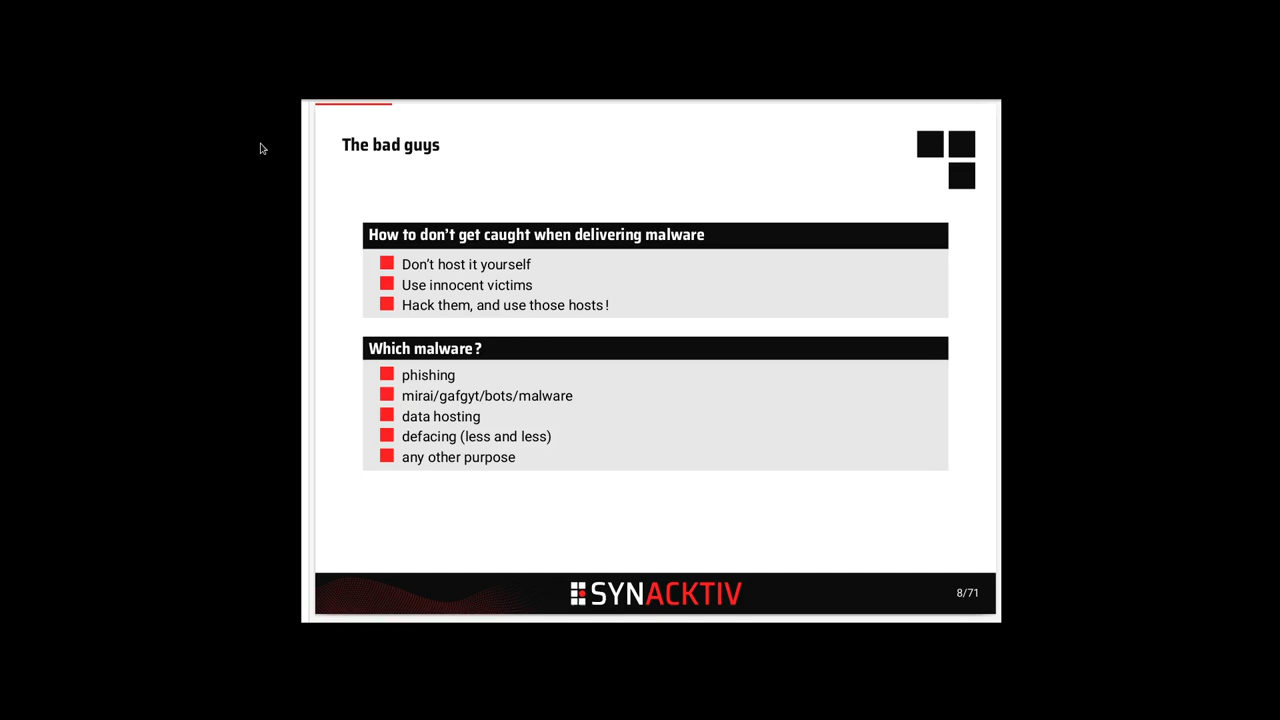 The bad guys
How to don't get caught when delivering malware
Don't host it yourself
Use innocent victims
Hack them, and use those hosts !
Which malware ?
phishing
mirai/gafgyt/bots/malware
data hosting
defacing (less and less)
any other purpose
SYNACKTIV
8/71